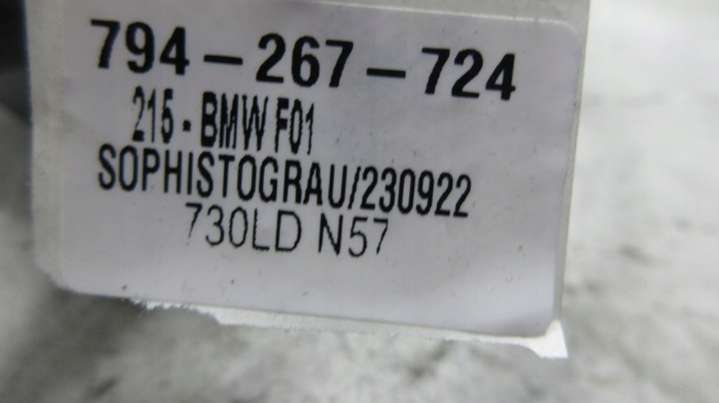 794-267-724
215 - BMW F01
SOPHISTOGRAU/230922
730LD N57